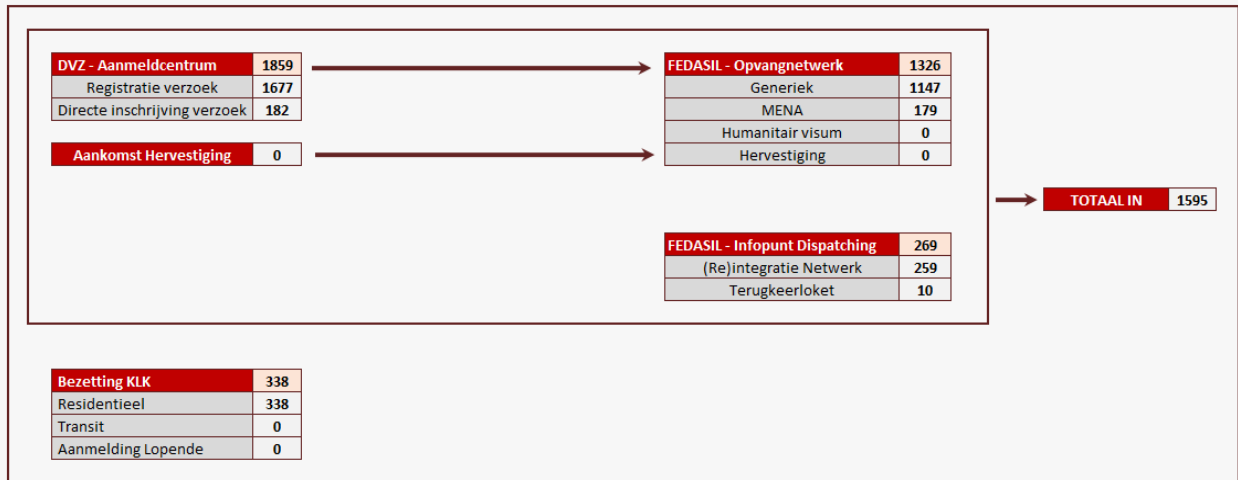 DVZ - Aanmeldcentrum 1859
Registratie verzoek 1677
Directe inschrijving verzoek 182
Aankomst Hervestiging 0
FEDASIL - Opvangnetwerk 1326
Generiek 1147
MENA 179
Humanitair visum 0
Hervestiging 0
TOTAAL IN 1595
FEDASIL - Infopunt Dispatching 269
(Re)integratie Netwerk 259
Terugkeerloket 10
Bezetting KLK 338
Residentieel 338
Transit 0
Aanmelding Lopende 0